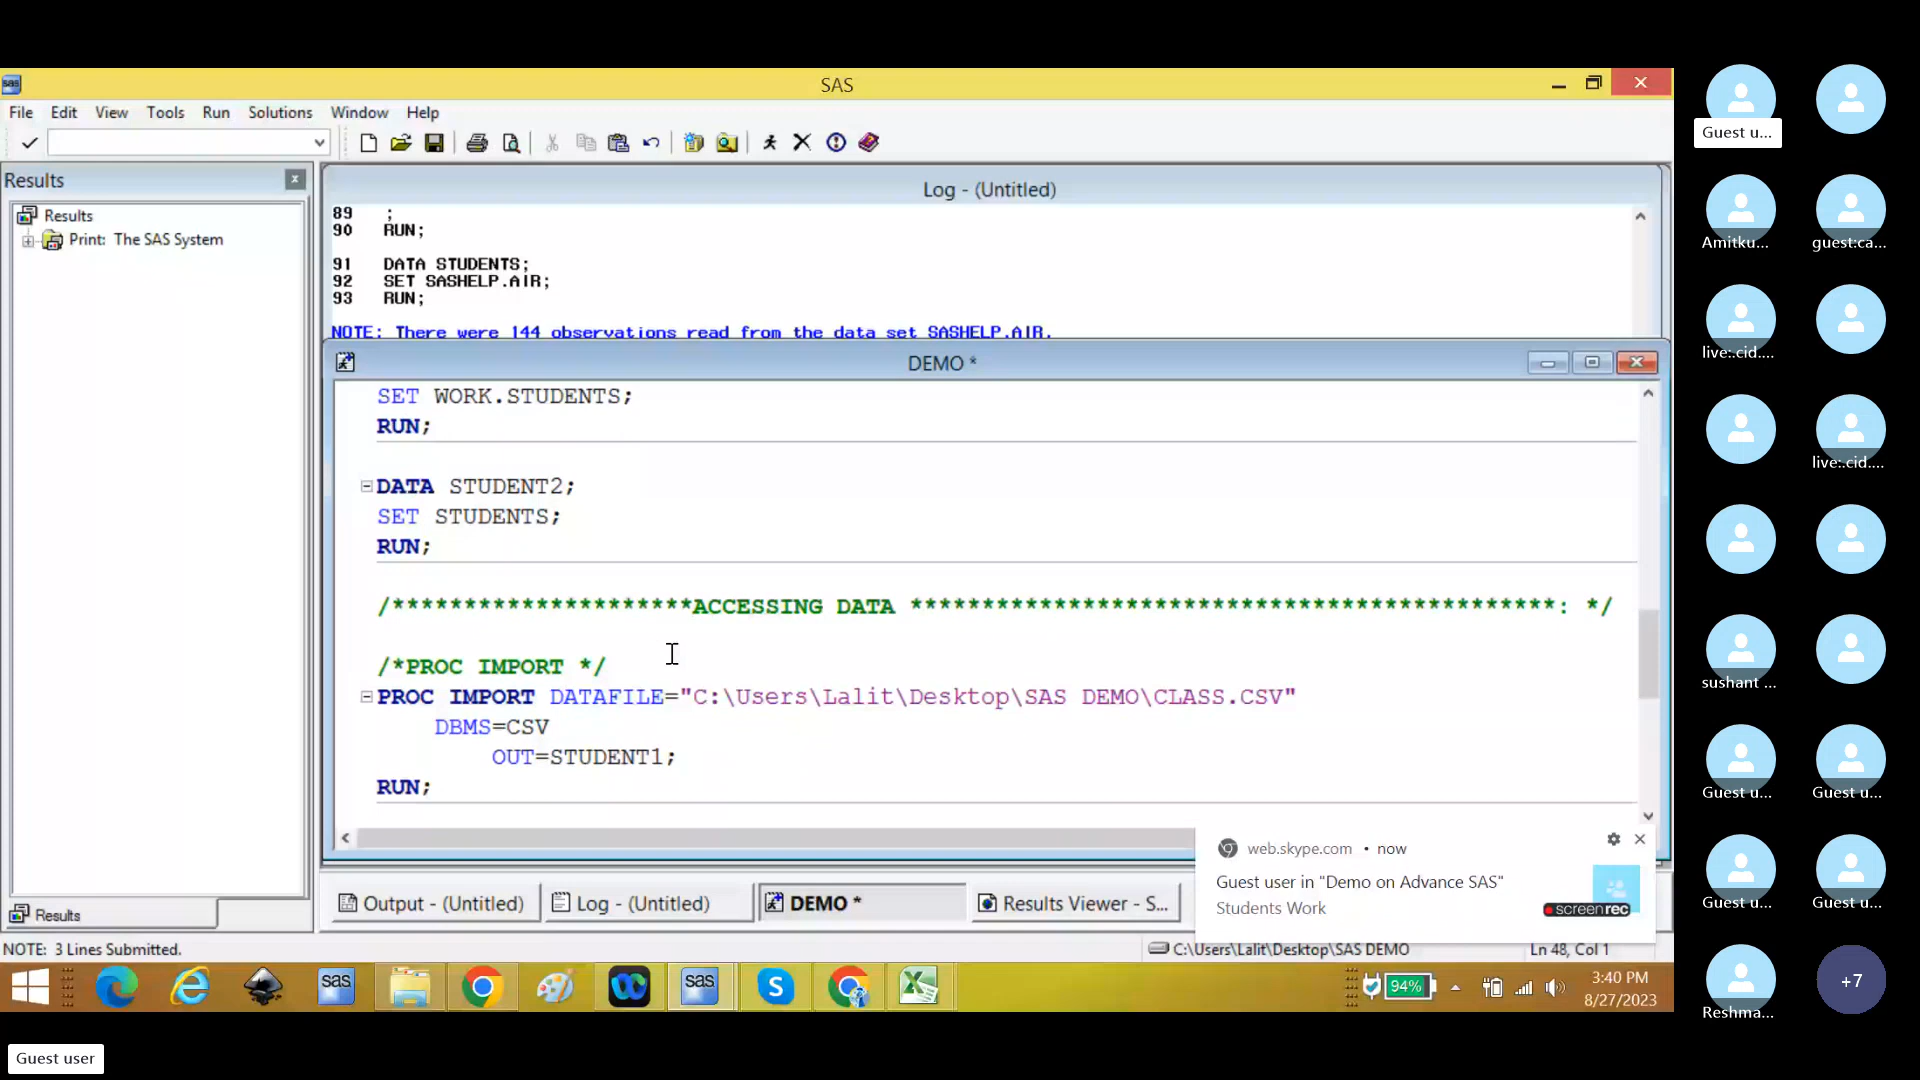 SAS
File Edit View Tools Run Solutions Window Help
Results
Results
Print: The SAS System
Results
Log - (Untitled)
89 ;
90 RUN;
91 DATA STUDENTS;
92 SET SASHELP.AIR;
93 RUN;
NOTE: There were 144 observations read from the data set SASHELP.AIR.
DEMO *
SET WORK.STUDENTS;
RUN;
DATA STUDENT2;
SET STUDENTS;
RUN;
/*********************ACCESSING DATA *********************************************: */
/*PROC IMPORT */
PROC IMPORT DATAFILE="C:\Users\Lalit\Desktop\SAS DEMO\CLASS.CSV"
DBMS=CSV
OUT=STUDENT1;
RUN;
web.skype.com • now
Guest user in "Demo on Advance SAS"
Students Work
screenrec
Output - (Untitled) Log - (Untitled) DEMO * Results Viewer - S...
NOTE: 3 Lines Submitted.
C:\Users\Lalit\Desktop\SAS DEMO
Ln 48, Col 1
sas
sas
94%
3:40 PM
8/27/2023
Guest u...
Amitku...
guest:ca...
live:.cid....
live:.cid....
sushant ...
Guest u...
Guest u...
Guest u...
Guest u...
Reshma...
+7
Guest user